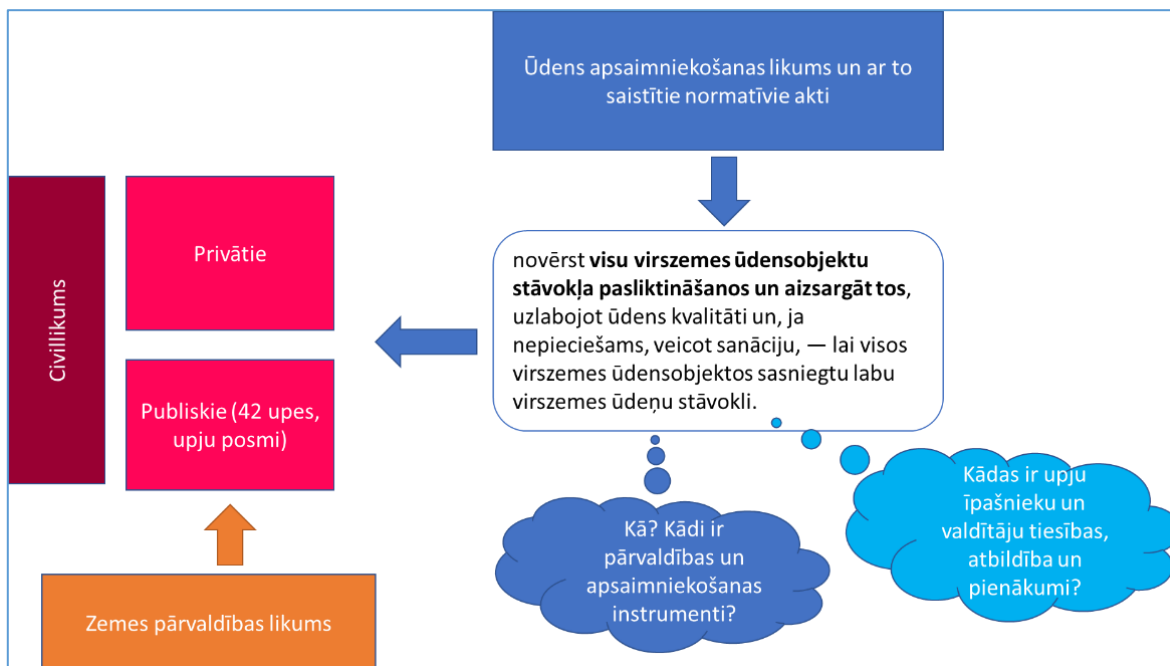 Ūdens apsaimniekošanas likums un ar to
saistītie normatīvie akti
Civillikums
Privātie
Publiskie (42 upes,
upju posmi)
Zemes pārvaldības likums
novērst visu virszemes ūdensobjektu
stāvokļa pasliktināšanos un aizsargāt tos,
uzlabojot ūdens kvalitāti un, ja
nepieciešams, veicot sanāciju, — lai visos
virszemes ūdensobjektos sasniegtu labu
virszemes ūdeņu stāvokli.
Kā? Kādi ir
pārvaldības un
apsaimniekošanas
instrumenti?
Kādas ir upju
īpašnieku un
valdītāju tiesības,
atbildība un
pienākumi?